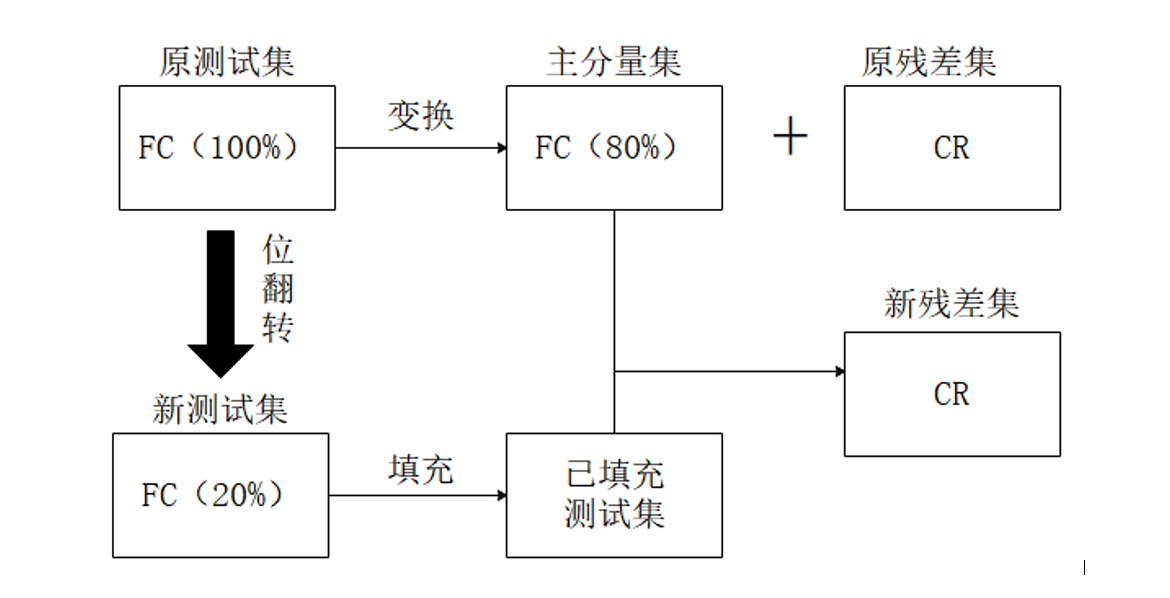 原测试集
主分量集
原残差集
FC（100%）
变换
FC（80%）
+
CR
位
翻
转
新残差集
CR
新测试集
FC（20%）
填充
已填充
测试集